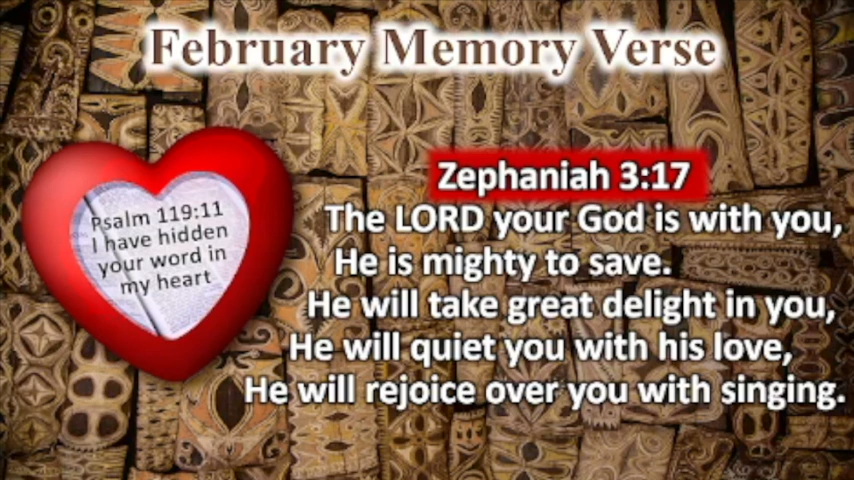 February Memory Verse
Psalm 119:11
I have hidden
your word in
my heart
Zephaniah 3:17
The LORD your God is with you,
He is mighty to save.
He will take great delight in you,
He will quiet you with his love,
He will rejoice over you with singing.